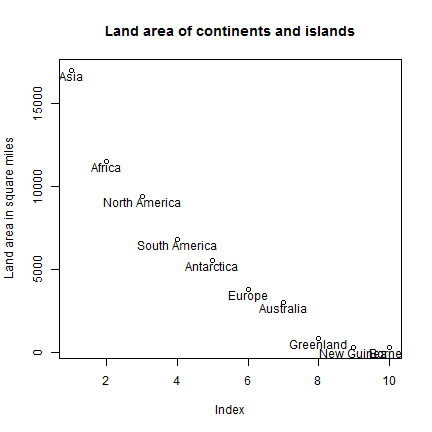 Land area of continents and islands
Land area in square miles
15000
10000
5000
0
Asia
Africa
North America
South America
Antarctica
Europe
Australia
Greenland
New Guinea
Borne
2
4
6
8
10
Index